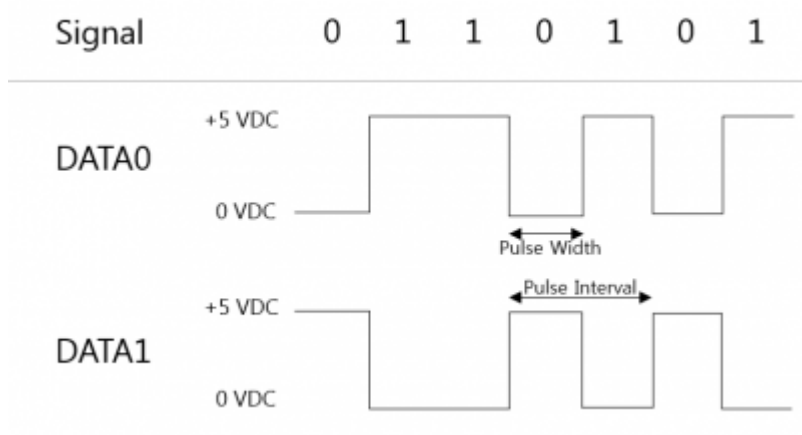 Signal 0 1 1 0 1 0 1
+5 VDC
DATA0
0 VDC
Pulse Width
Pulse Interval
+5 VDC
DATA1
0 VDC